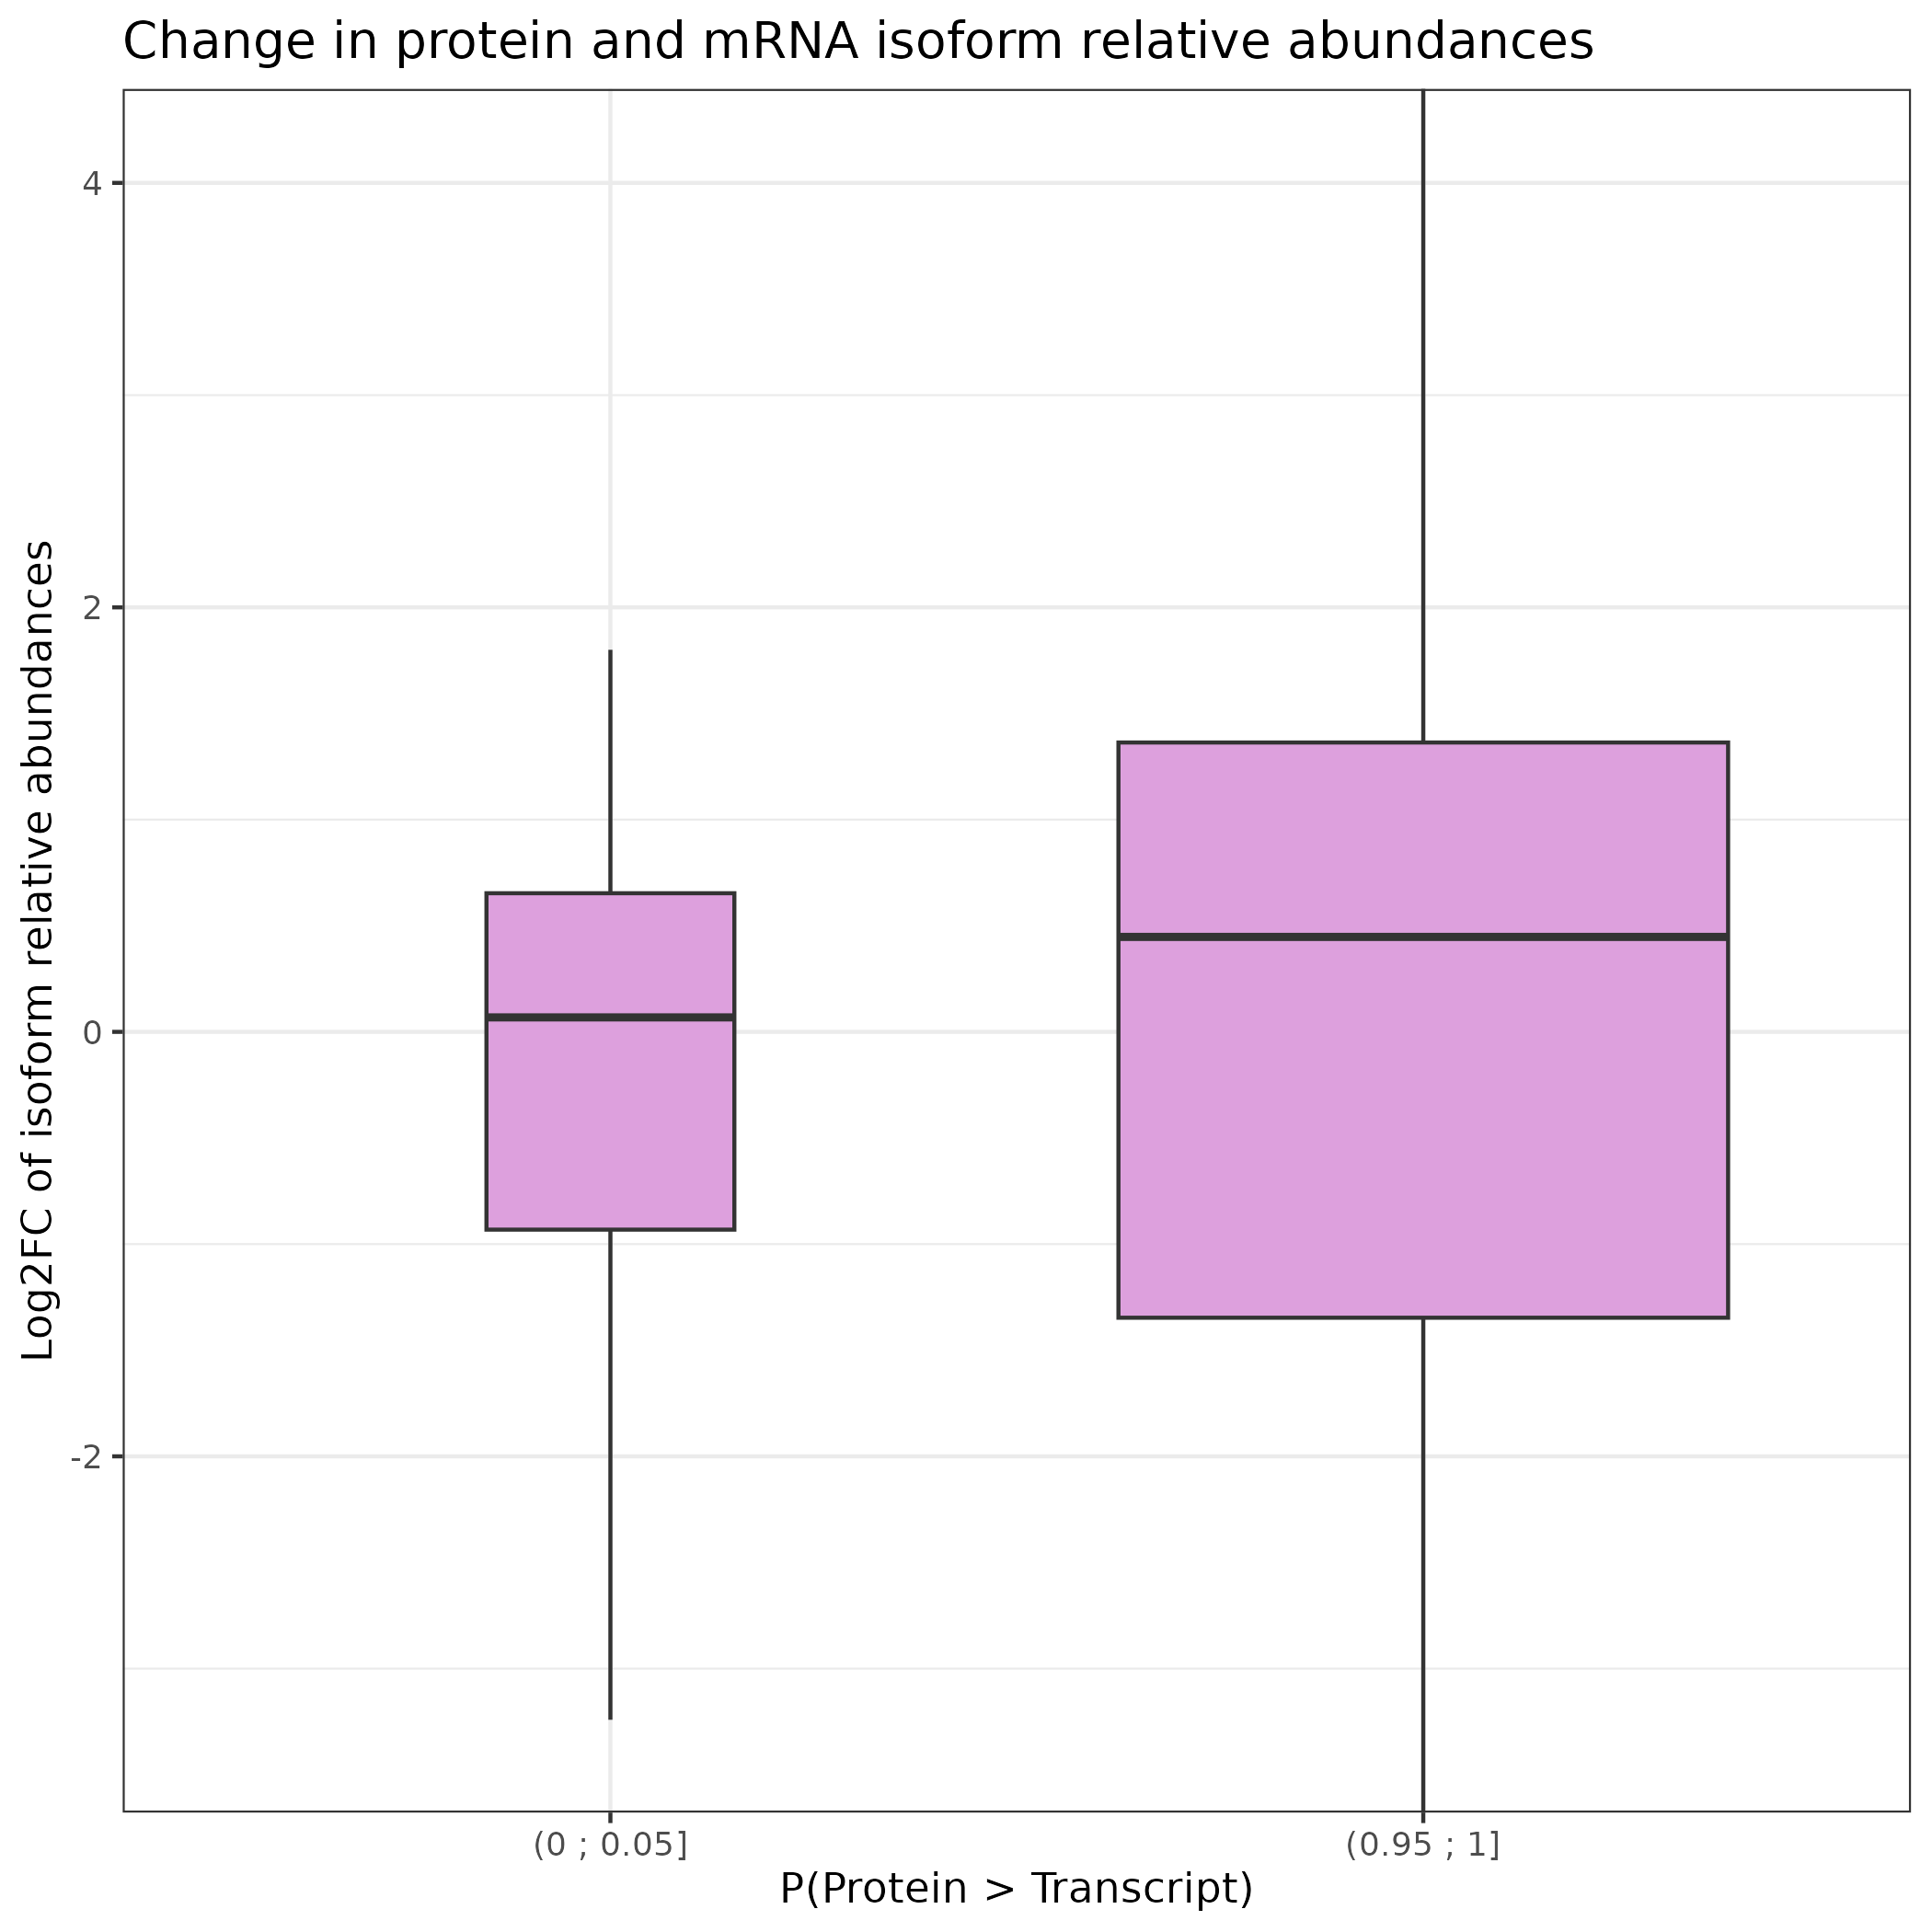 Change in protein and mRNA isoform relative abundances
Log2FC of isoform relative abundances
4
2
0
-2
(0 ; 0.05]
(0.95 ; 1]
P(Protein > Transcript)